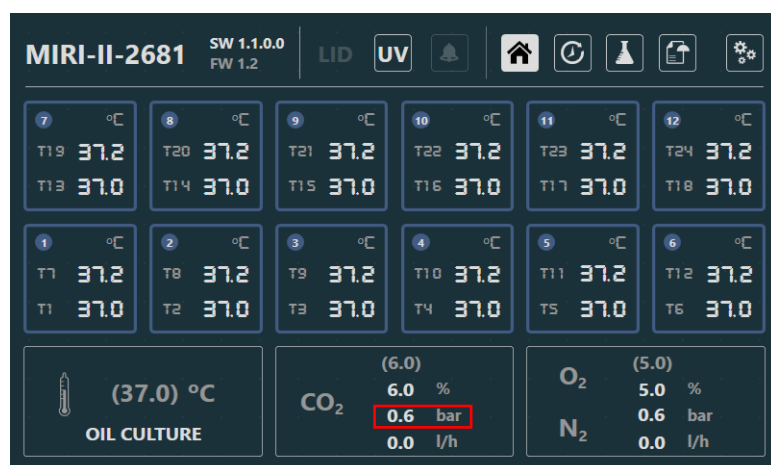 MIRI-II-2681 SW 1.1.0.0 LID UV
FW 1.2
7 °C 8 °C 9 °C 10 °C 11 °C 12 °C
T19 37.2 T20 37.2 T21 37.2 T22 37.2 T23 37.2 T24 37.2
T13 37.0 T14 37.0 T15 37.0 T16 37.0 T17 37.0 T18 37.0
1 °C 2 °C 3 °C 4 °C 5 °C 6 °C
T7 37.2 T8 37.2 T9 37.2 T10 37.2 T11 37.2 T12 37.2
T1 37.0 T2 37.0 T3 37.0 T4 37.0 T5 37.0 T6 37.0
(37.0) °C
OIL CULTURE
CO₂
(6.0)
6.0 %
0.6 bar
0.0 l/h
O₂
N₂
(5.0)
5.0 %
0.6 bar
0.0 l/h